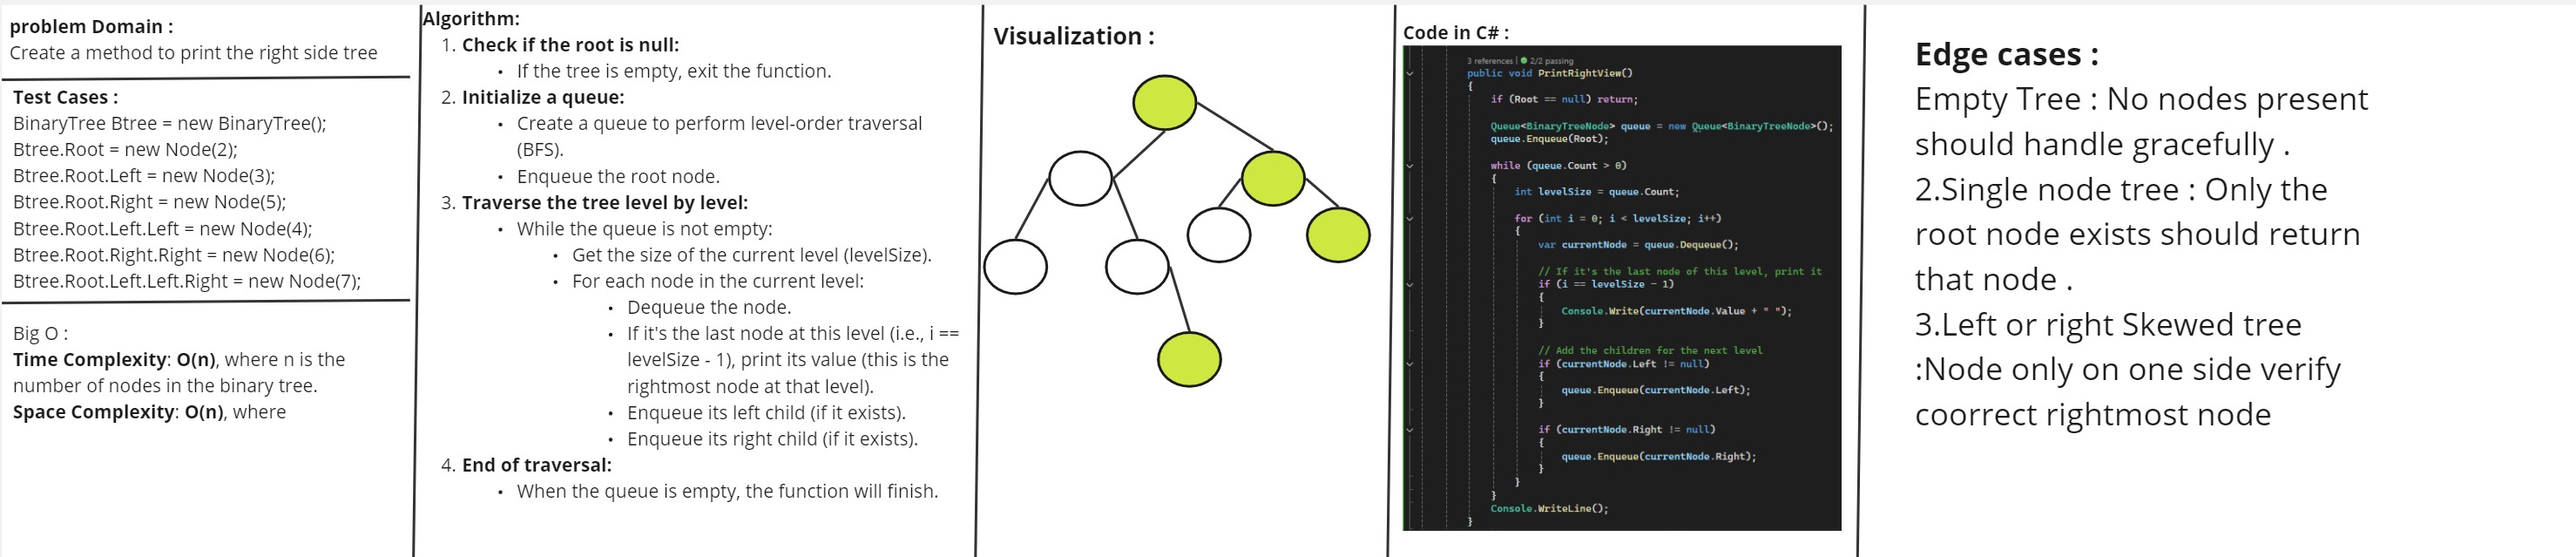 problem Domain :
Create a method to print the right side tree
Test Cases :
BinaryTree Btree = new BinaryTree();
Btree.Root = new Node(2);
Btree.Root.Left = new Node(3);
Btree.Root.Right = new Node(5);
Btree.Root.Left.Left = new Node(4);
Btree.Root.Right.Right = new Node(6);
Btree.Root.Left.Left.Right = new Node(7);
Big O :
Time Complexity: O(n), where n is the
number of nodes in the binary tree.
Space Complexity: O(n), where
Algorithm:
1. Check if the root is null:
• If the tree is empty, exit the function.
2. Initialize a queue:
• Create a queue to perform level-order traversal
(BFS).
• Enqueue the root node.
3. Traverse the tree level by level:
• While the queue is not empty:
• Get the size of the current level (levelSize).
• For each node in the current level:
• Dequeue the node.
• If it's the last node at this level (i.e., i ==
levelSize - 1), print its value (this is the
rightmost node at that level).
• Enqueue its left child (if it exists).
• Enqueue its right child (if it exists).
4. End of traversal:
• When the queue is empty, the function will finish.
Visualization :
Code in C# :
3 references | 2/2 passing
public void PrintRightView()
{
if (Root == null) return;
Queue<BinaryTreeNode> queue = new Queue<BinaryTreeNode>();
queue.Enqueue(Root);
while (queue.Count > 0)
{
int levelSize = queue.Count;
for (int i = 0; i < levelSize; i++)
{
var currentNode = queue.Dequeue();
// If it's the last node of this level, print it
if (i == levelSize - 1)
{
Console.Write(currentNode.Value + " ");
}
// Add the children for the next level
if (currentNode.Left != null)
{
queue.Enqueue(currentNode.Left);
}
if (currentNode.Right != null)
{
queue.Enqueue(currentNode.Right);
}
}
}
Console.WriteLine();
}
Edge cases :
Empty Tree : No nodes present
should handle gracefully .
2.Single node tree : Only the
root node exists should return
that node .
3.Left or right Skewed tree
:Node only on one side verify
coorrect rightmost node